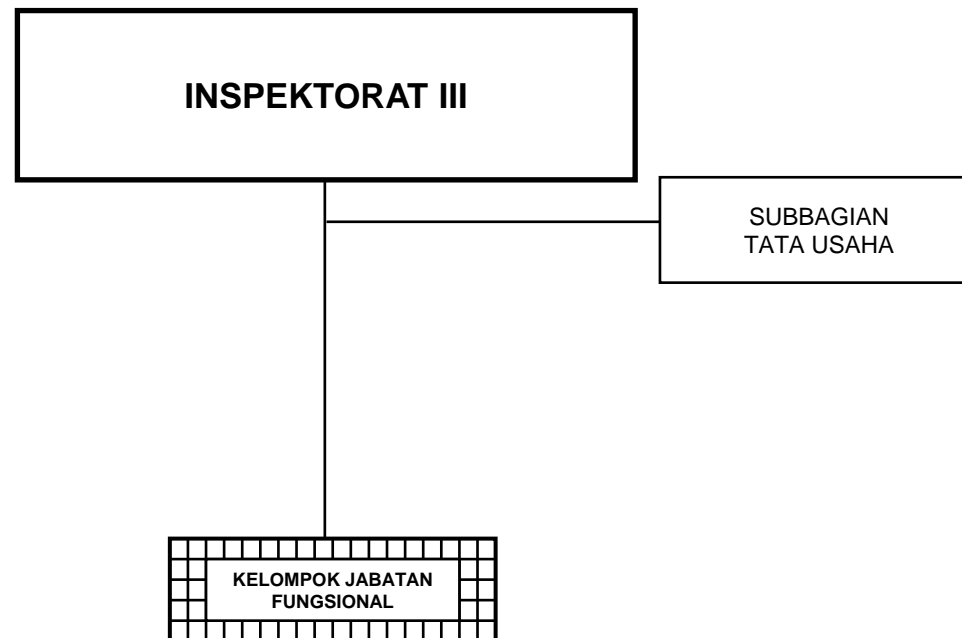 INSPEKTORAT III
SUBBAGIAN
TATA USAHA
KELOMPOK JABATAN
FUNGSIONAL